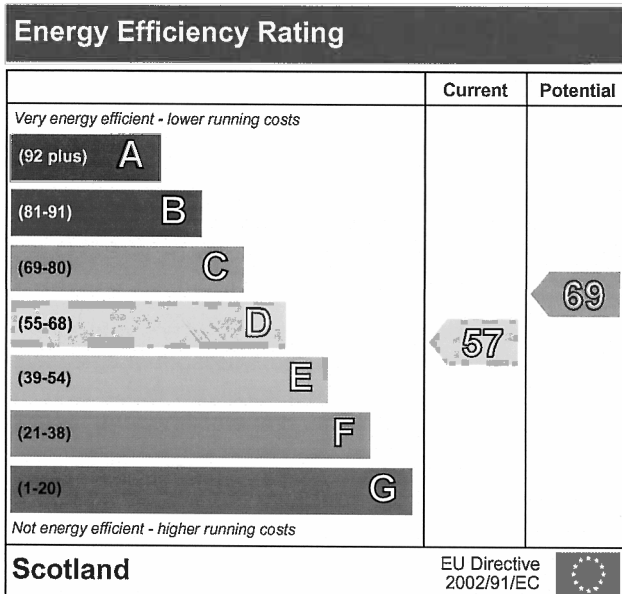 Energy Efficiency Rating
Current Potential
Very energy efficient - lower running costs
(92 plus) A
(81-91) B
(69-80) C
69
(55-68) D
57
(39-54) E
(21-38) F
(1-20) G
Not energy efficient - higher running costs
Scotland
EU Directive
2002/91/EC